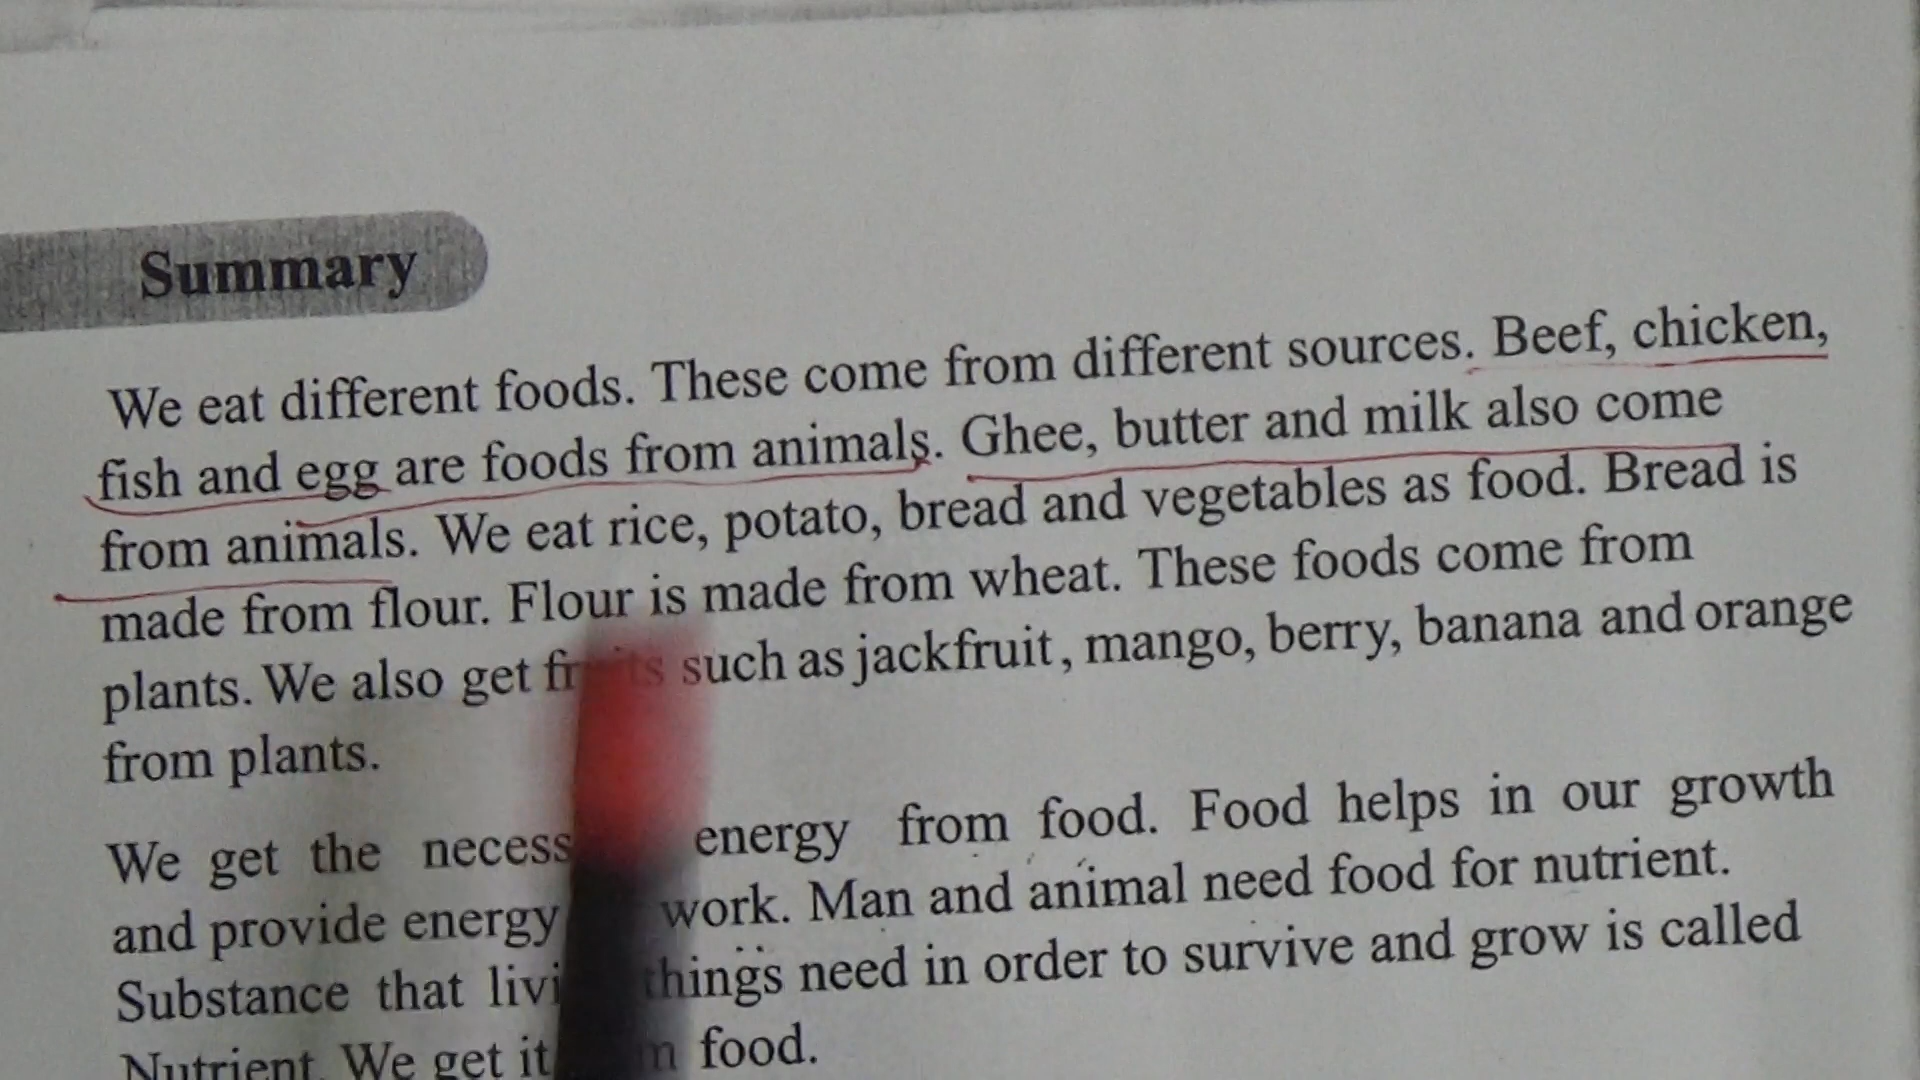 Summary
We eat different foods. These come from different sources. Beef, chicken,
fish and egg are foods from animals. Ghee, butter and milk also come
from animals. We eat rice, potato, bread and vegetables as food. Bread is
made from flour. Flour is made from wheat. These foods come from
plants. We also get fruits such as jackfruit, mango, berry, banana and orange
from plants.
We get the energy from food. Food helps in our growth
and provide energy work. Man and animal need food for nutrient.
Substance that things need in order to survive and grow is called
Nutrient. We get it food.